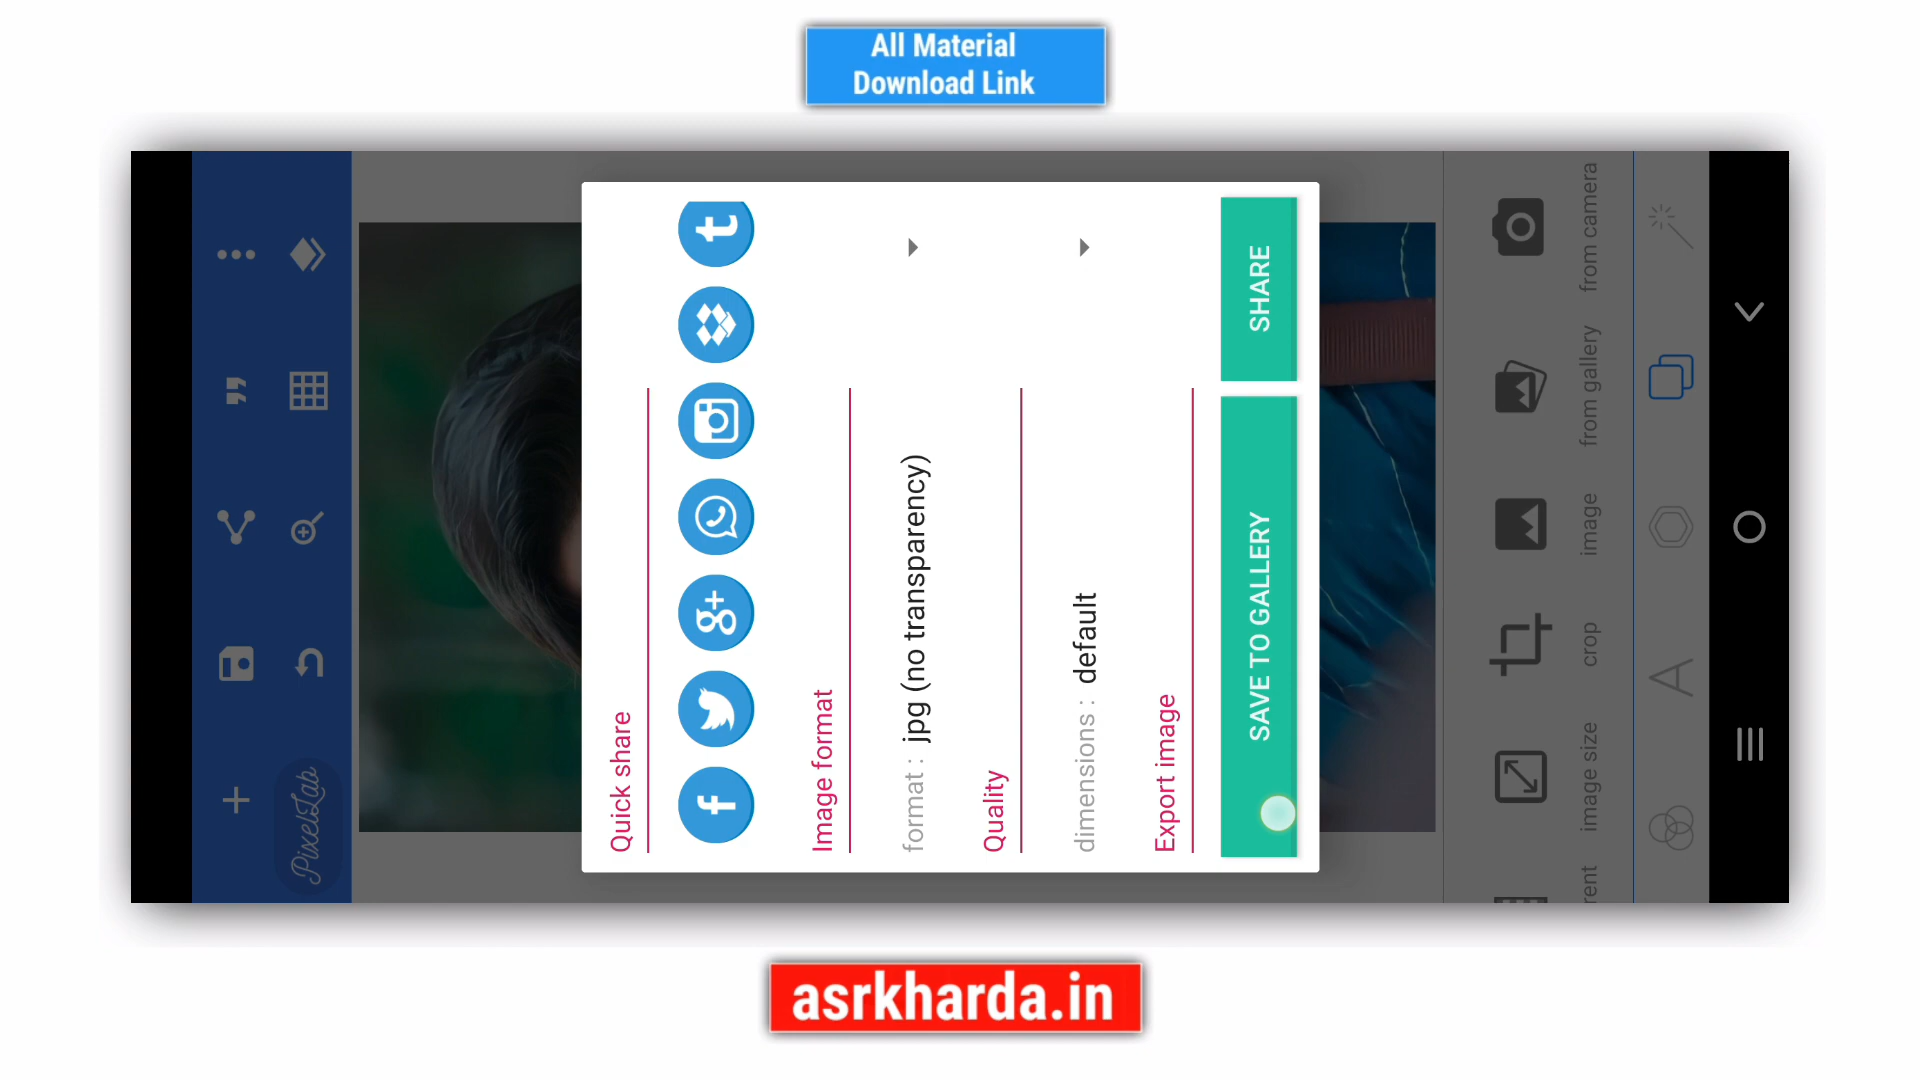 All Material
Download Link
PixelLab
Quick share
Image format
format : jpg (no transparency)
Quality
dimensions : default
Export image
SAVE TO GALLERY
SHARE
rent
image size
crop
image
from gallery
from camera
asrkharda.in